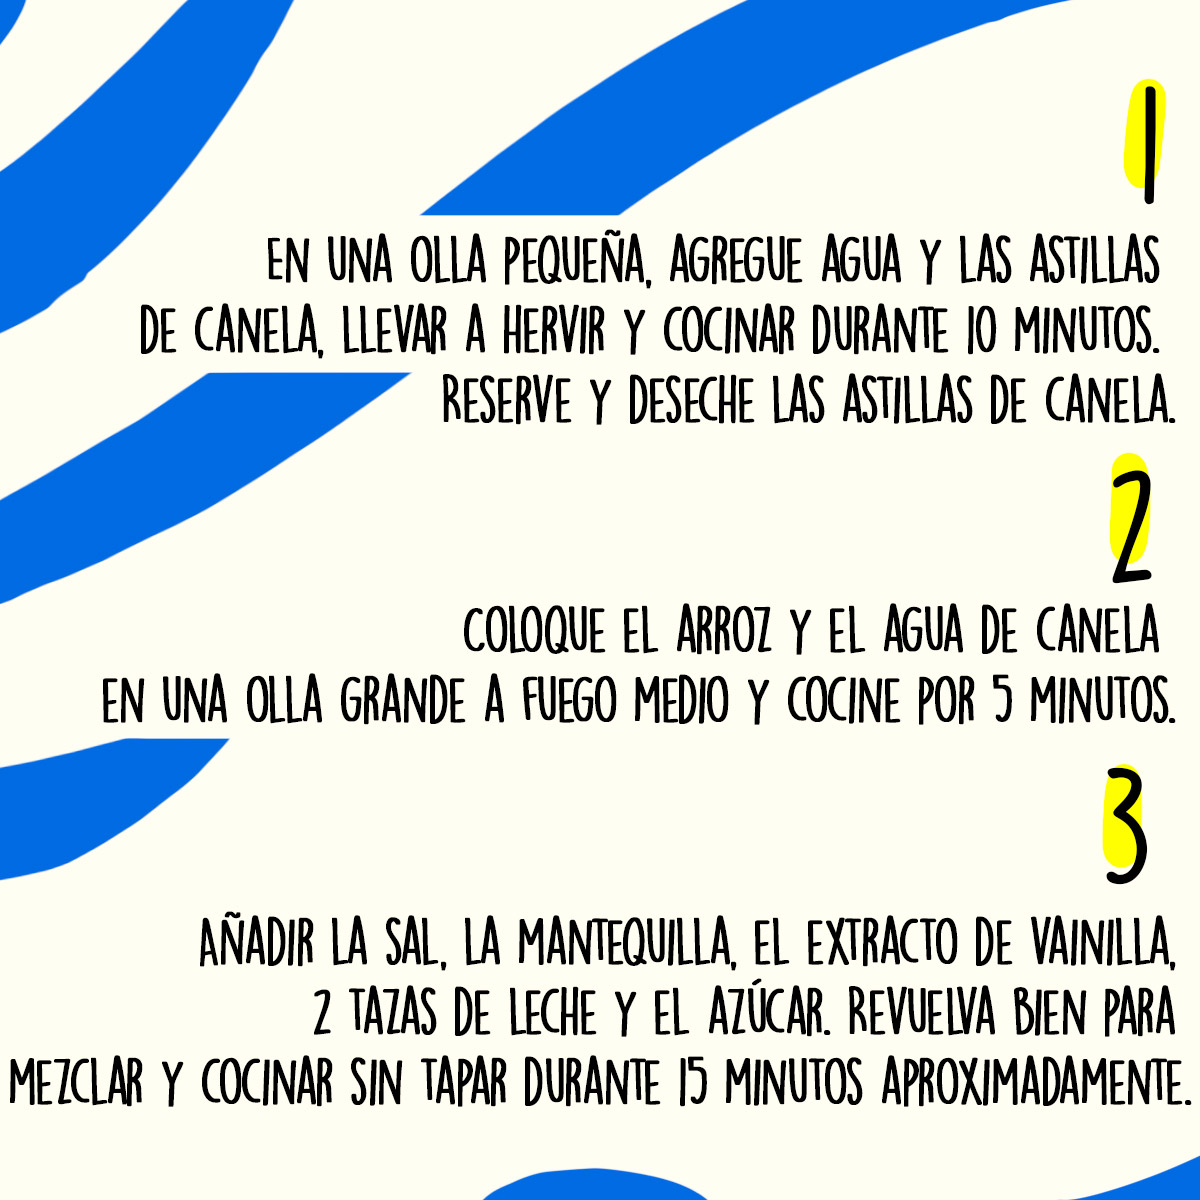 1
EN UNA OLLA PEQUEÑA, AGREGUE AGUA Y LAS ASTILLAS
DE CANELA, LLEVAR A HERVIR Y COCINAR DURANTE 10 MINUTOS.
RESERVE Y DESECHE LAS ASTILLAS DE CANELA.
2
COLOQUE EL ARROZ Y EL AGUA DE CANELA
EN UNA OLLA GRANDE A FUEGO MEDIO Y COCINE POR 5 MINUTOS.
3
AÑADIR LA SAL, LA MANTEQUILLA, EL EXTRACTO DE VAINILLA,
2 TAZAS DE LECHE Y EL AZÚCAR. REVUELVA BIEN PARA
MEZCLAR Y COCINAR SIN TAPAR DURANTE 15 MINUTOS APROXIMADAMENTE.